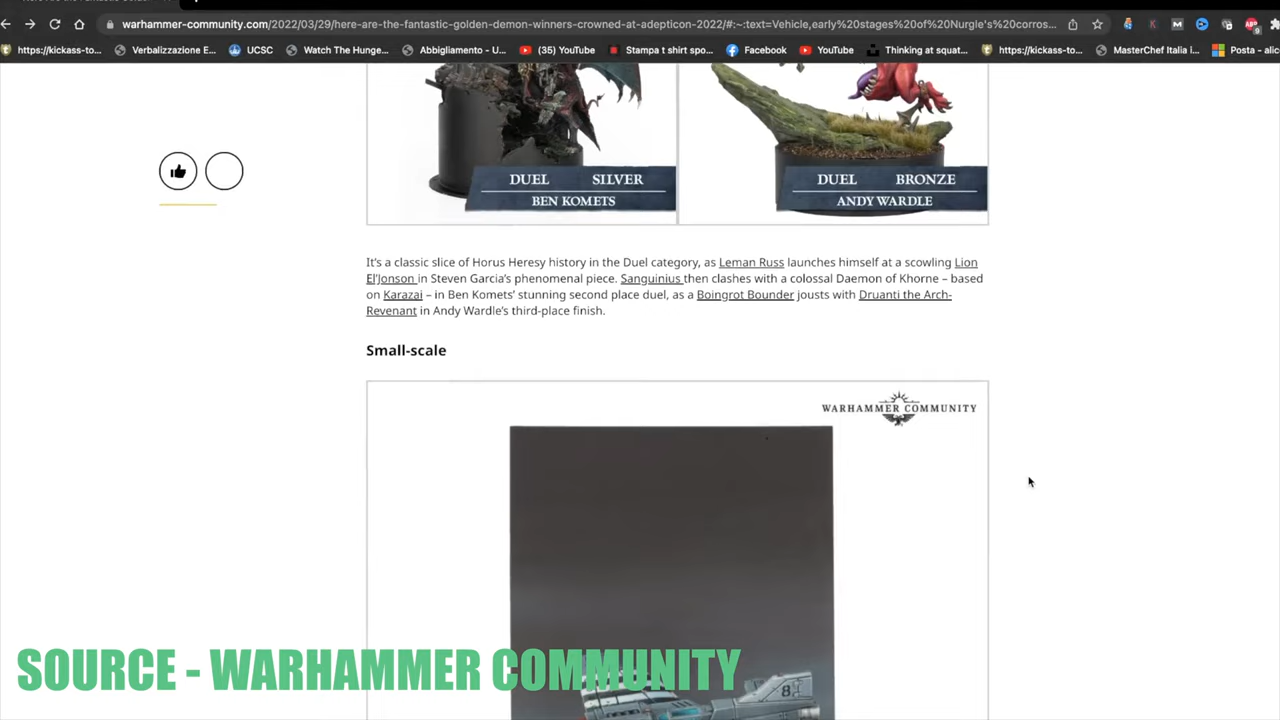 warhammer-community.com/2022/03/29/here-are-the-fantastic-golden-demon-winners-crowned-at-adepticon-2022/#:~:text=Vehicle,early%20stages%20of%20Nurgle's%20corros...
https://kickass-to... Verbalizzazione E... UCSC Watch The Hunge... Abbigliamento - U... (35) YouTube Stampa t shirt spo... Facebook YouTube Thinking at squat... https://kickass-to... MasterChef Italia i... Posta - alic
DUEL SILVER
BEN KOMETS
DUEL BRONZE
ANDY WARDLE
It's a classic slice of Horus Heresy history in the Duel category, as Leman Russ launches himself at a scowling Lion
El'Jonson in Steven Garcia's phenomenal piece. Sanguinius then clashes with a colossal Daemon of Khorne – based
on Karazai – in Ben Komets' stunning second place duel, as a Boingrot Bounder jousts with Druanti the Arch-
Revenant in Andy Wardle's third-place finish.
Small-scale
WARHAMMER COMMUNITY
8
SOURCE - WARHAMMER COMMUNITY